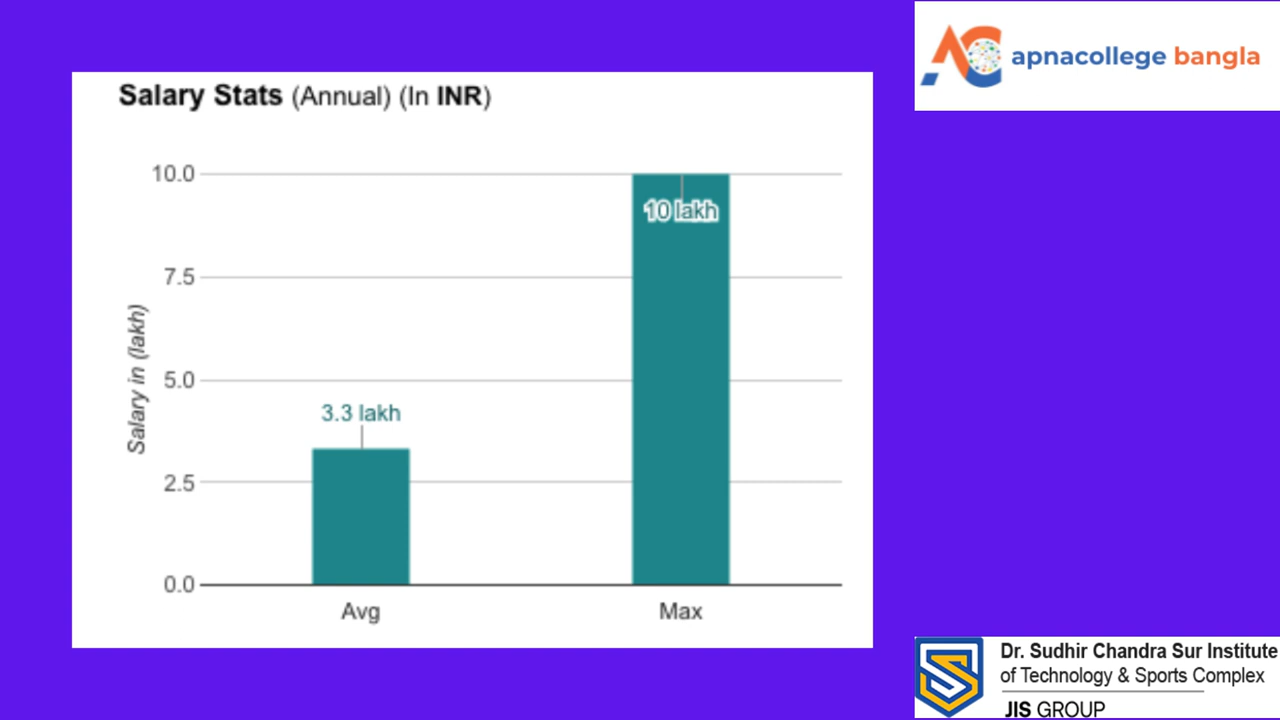 apnacollege bangla
Salary Stats (Annual) (In INR)
10.0
10 lakh
7.5
Salary in (lakh)
5.0
3.3 lakh
2.5
0.0
Avg Max
Dr. Sudhir Chandra Sur Institute
of Technology & Sports Complex
JIS GROUP